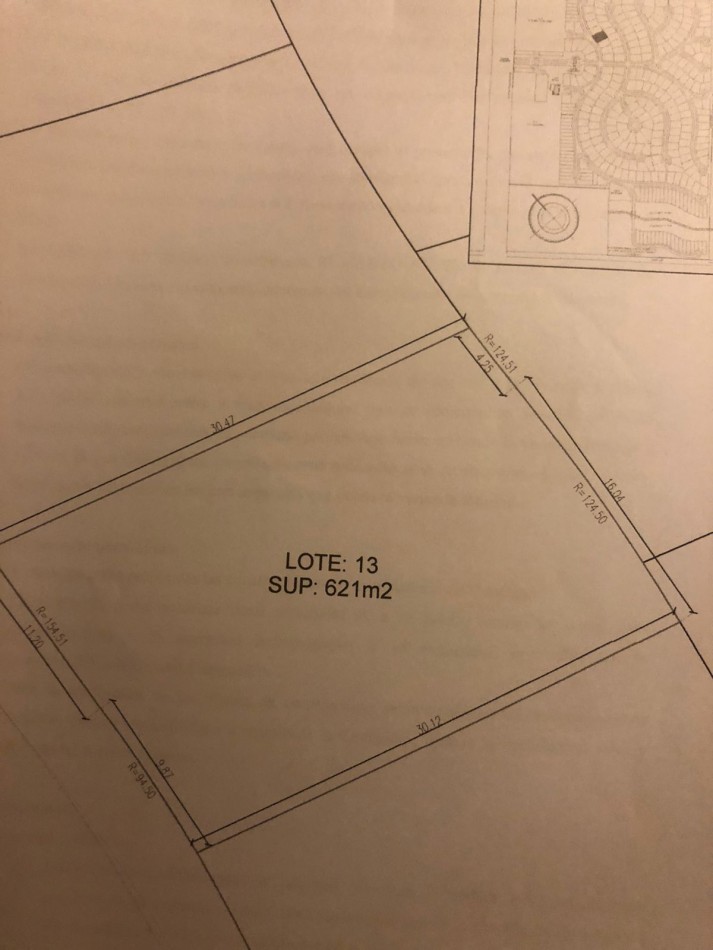 R=124.51
4.25
30.47
16.04
R=124.50
LOTE: 13
SUP: 621m2
R=154.51
11.20
30.12
9.87
R=94.50